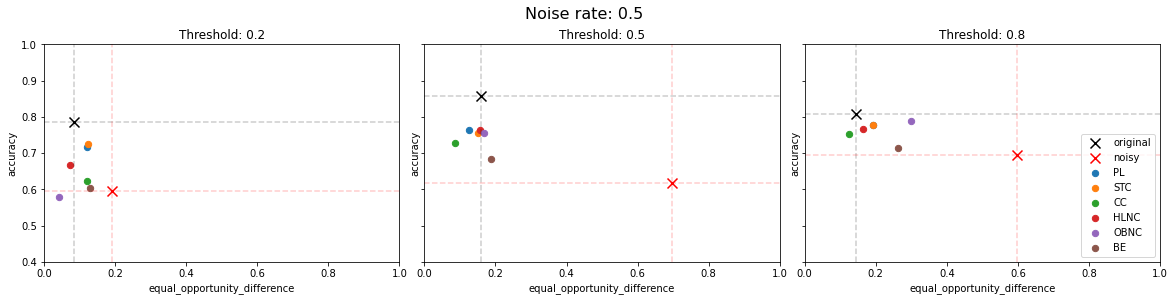 Noise rate: 0.5
Threshold: 0.2
Threshold: 0.5
Threshold: 0.8
accuracy
1.0
0.9
0.8
0.7
0.6
0.5
0.4
0.0 0.2 0.4 0.6 0.8 1.0
equal_opportunity_difference
accuracy
0.0 0.2 0.4 0.6 0.8 1.0
equal_opportunity_difference
accuracy
0.0 0.2 0.4 0.6 0.8 1.0
equal_opportunity_difference
original
noisy
PL
STC
CC
HLNC
OBNC
BE